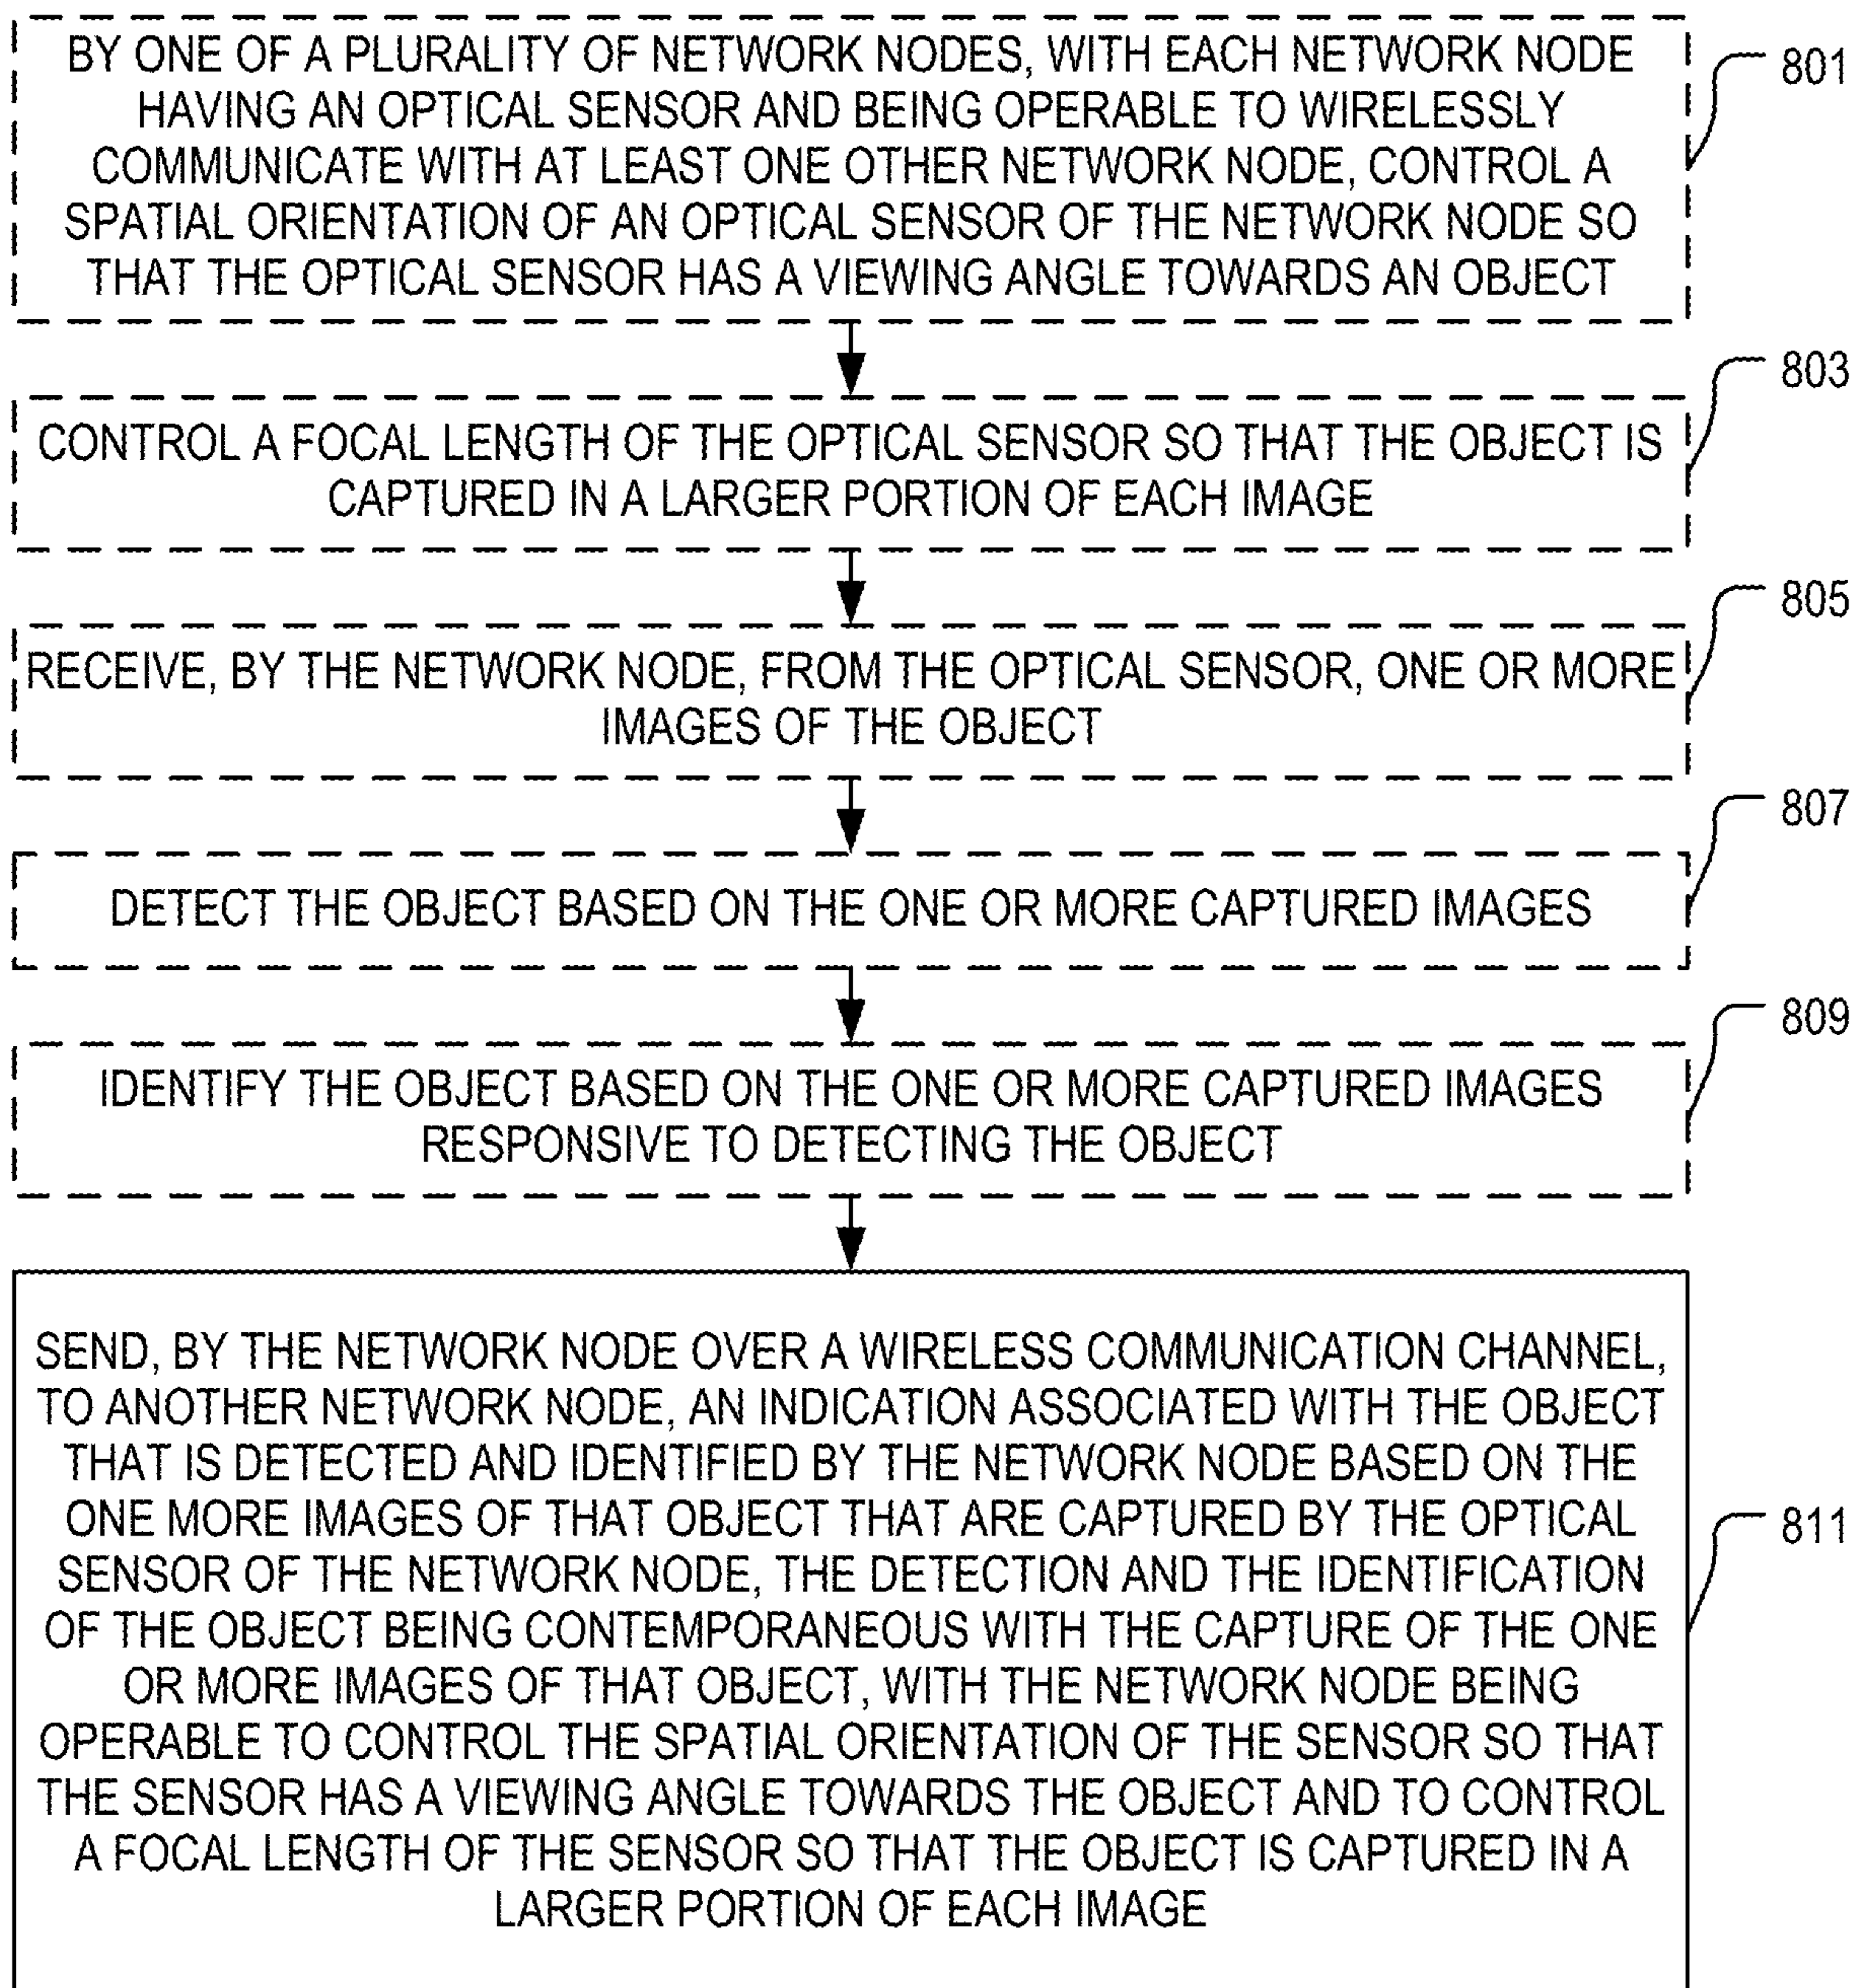 BY ONE OF A PLURALITY OF NETWORK NODES, WITH EACH NETWORK NODE
HAVING AN OPTICAL SENSOR AND BEING OPERABLE TO WIRELESSLY
COMMUNICATE WITH AT LEAST ONE OTHER NETWORK NODE, CONTROL A
SPATIAL ORIENTATION OF AN OPTICAL SENSOR OF THE NETWORK NODE SO
THAT THE OPTICAL SENSOR HAS A VIEWING ANGLE TOWARDS AN OBJECT
801
CONTROL A FOCAL LENGTH OF THE OPTICAL SENSOR SO THAT THE OBJECT IS
CAPTURED IN A LARGER PORTION OF EACH IMAGE
803
RECEIVE, BY THE NETWORK NODE, FROM THE OPTICAL SENSOR, ONE OR MORE
IMAGES OF THE OBJECT
805
DETECT THE OBJECT BASED ON THE ONE OR MORE CAPTURED IMAGES
807
IDENTIFY THE OBJECT BASED ON THE ONE OR MORE CAPTURED IMAGES
RESPONSIVE TO DETECTING THE OBJECT
809
SEND, BY THE NETWORK NODE OVER A WIRELESS COMMUNICATION CHANNEL,
TO ANOTHER NETWORK NODE, AN INDICATION ASSOCIATED WITH THE OBJECT
THAT IS DETECTED AND IDENTIFIED BY THE NETWORK NODE BASED ON THE
ONE MORE IMAGES OF THAT OBJECT THAT ARE CAPTURED BY THE OPTICAL
SENSOR OF THE NETWORK NODE, THE DETECTION AND THE IDENTIFICATION
OF THE OBJECT BEING CONTEMPORANEOUS WITH THE CAPTURE OF THE ONE
OR MORE IMAGES OF THAT OBJECT, WITH THE NETWORK NODE BEING
OPERABLE TO CONTROL THE SPATIAL ORIENTATION OF THE SENSOR SO THAT
THE SENSOR HAS A VIEWING ANGLE TOWARDS THE OBJECT AND TO CONTROL
A FOCAL LENGTH OF THE SENSOR SO THAT THE OBJECT IS CAPTURED IN A
LARGER PORTION OF EACH IMAGE
811